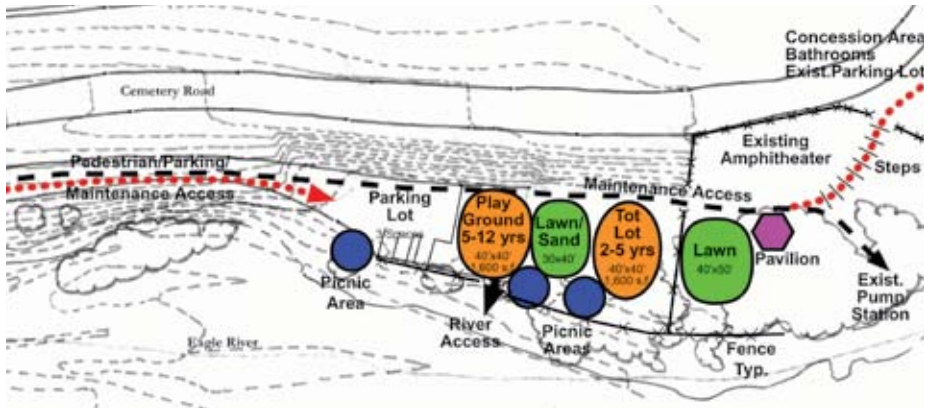 Concession Area
Bathrooms
Exist.Parking Lot
Cemetery Road
Existing
Amphitheater
Steps
Pedestrian/Parking/
Maintenance Access
Maintenance Access
Parking
Lot
Play
Ground
5-12 yrs
40'x40'
1,600 s.f.
Lawn/
Sand
30x40'
Tot
Lot
2-5 yrs
40'x40'
1,600 s.f.
Lawn
40'x50'
Pavilion
Picnic
Area
River
Access
Picnic
Areas
Exist.
Pump
Station
Eagle River
Fence
Typ.